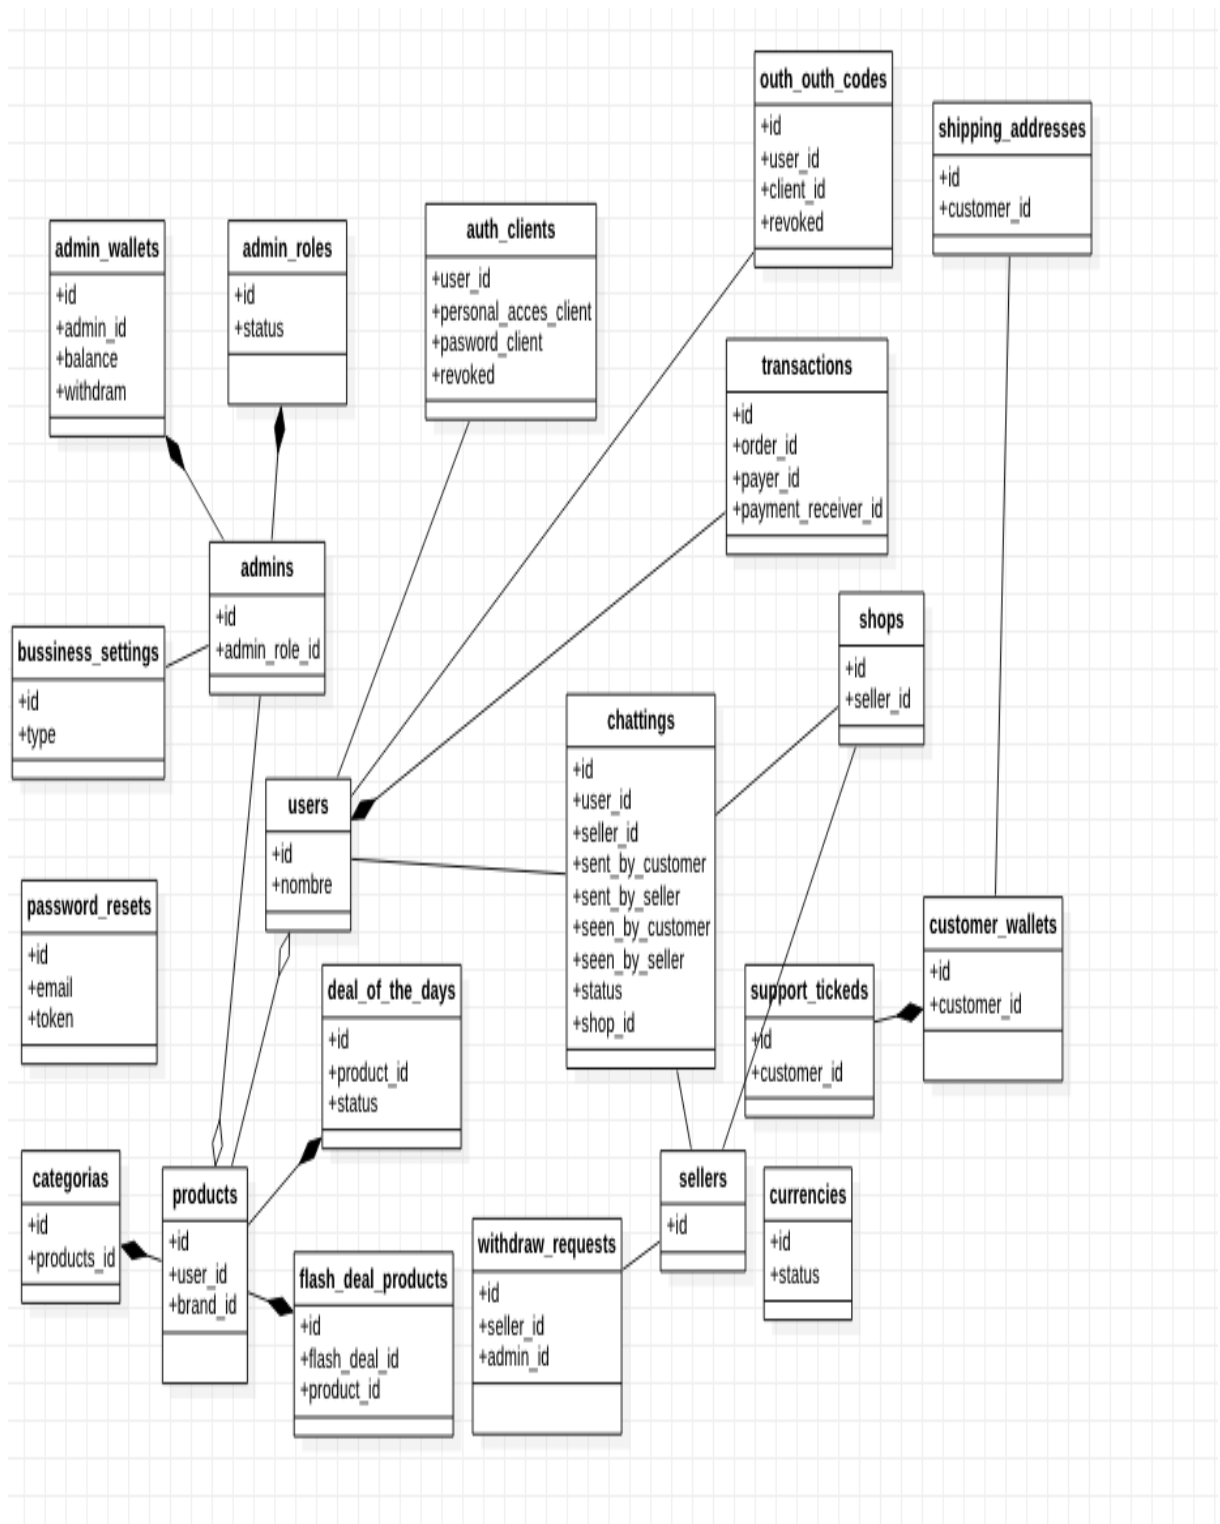 outh_outh_codes
+id
+user_id
+client_id
+revoked
shipping_addresses
+id
+customer_id
admin_wallets
+id
+admin_id
+balance
+withdram
admin_roles
+id
+status
auth_clients
+user_id
+personal_acces_client
+pasword_client
+revoked
transactions
+id
+order_id
+payer_id
+payment_receiver_id
admins
+id
+admin_role_id
bussiness_settings
+id
+type
shops
+id
+seller_id
chattings
+id
+user_id
+seller_id
+sent_by_customer
+sent_by_seller
+seen_by_customer
+seen_by_seller
+status
+shop_id
users
+id
+nombre
password_resets
+id
+email
+token
deal_of_the_days
+id
+product_id
+status
support_tickeds
+id
+customer_id
customer_wallets
+id
+customer_id
categorias
+id
+products_id
products
+id
+user_id
+brand_id
flash_deal_products
+id
+flash_deal_id
+product_id
withdraw_requests
+id
+seller_id
+admin_id
sellers
+id
currencies
+id
+status